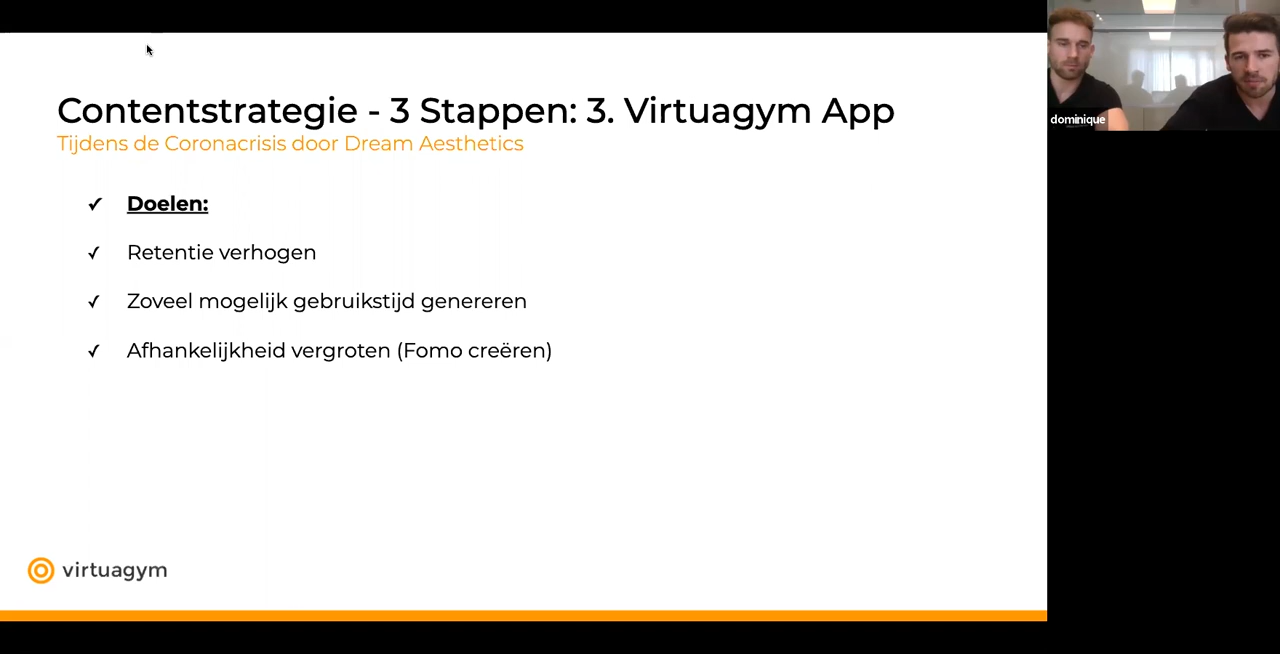 Contentstrategie - 3 Stappen: 3. Virtuagym App
Tijdens de Coronacrisis door Dream Aesthetics
✓ Doelen:
✓ Retentie verhogen
✓ Zoveel mogelijk gebruikstijd genereren
✓ Afhankelijkheid vergroten (Fomo creëren)
virtuagym
dominique